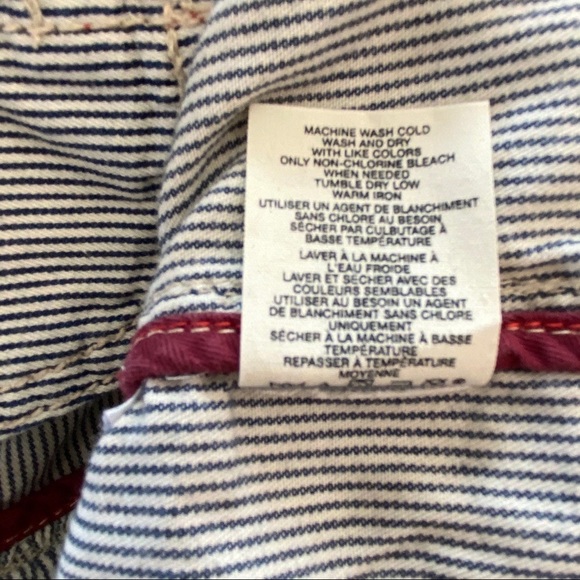 MACHINE WASH COLD
WASH AND DRY
WITH LIKE COLORS
ONLY NON-CHLORINE BLEACH
WHEN NEEDED
TUMBLE DRY LOW
WARM IRON
UTILISER UN AGENT DE BLANCHIMENT
SANS CHLORE AU BESOIN
SÉCHER PAR CULBUTAGE À
BASSE TEMPÉRATURE
LAVER À LA MACHINE À
L'EAU FROIDE
LAVER ET SÉCHER AVEC DES
COULEURS SEMBLABLES
UTILISER AU BESOIN UN AGENT
DE BLANCHIMENT SANS CHLORE
UNIQUEMENT
SÉCHER À LA MACHINE À BASSE
TEMPÉRATURE
REPASSER À TEMPÉRATURE
MOYENNE